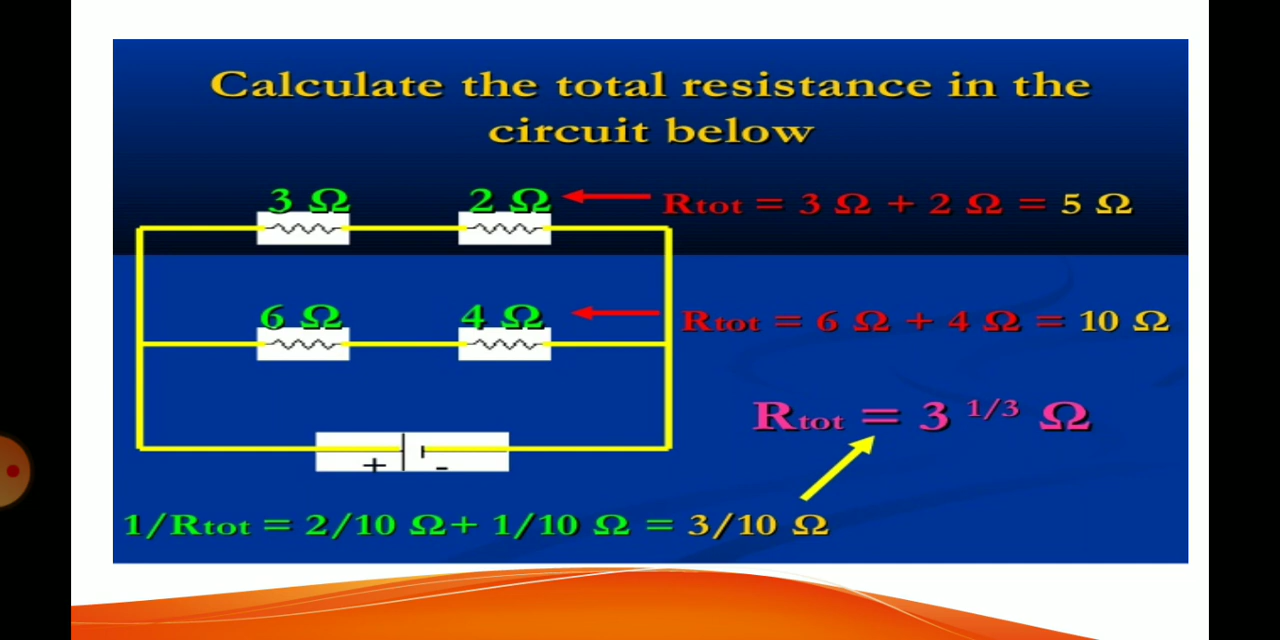 Calculate the total resistance in the
circuit below
3 Ω
2 Ω
Rtot = 3 Ω + 2 Ω = 5 Ω
6 Ω
4 Ω
Rtot = 6 Ω + 4 Ω = 10 Ω
Rtot = 3 1/3 Ω
+ -
1/Rtot = 2/10 Ω+ 1/10 Ω = 3/10 Ω